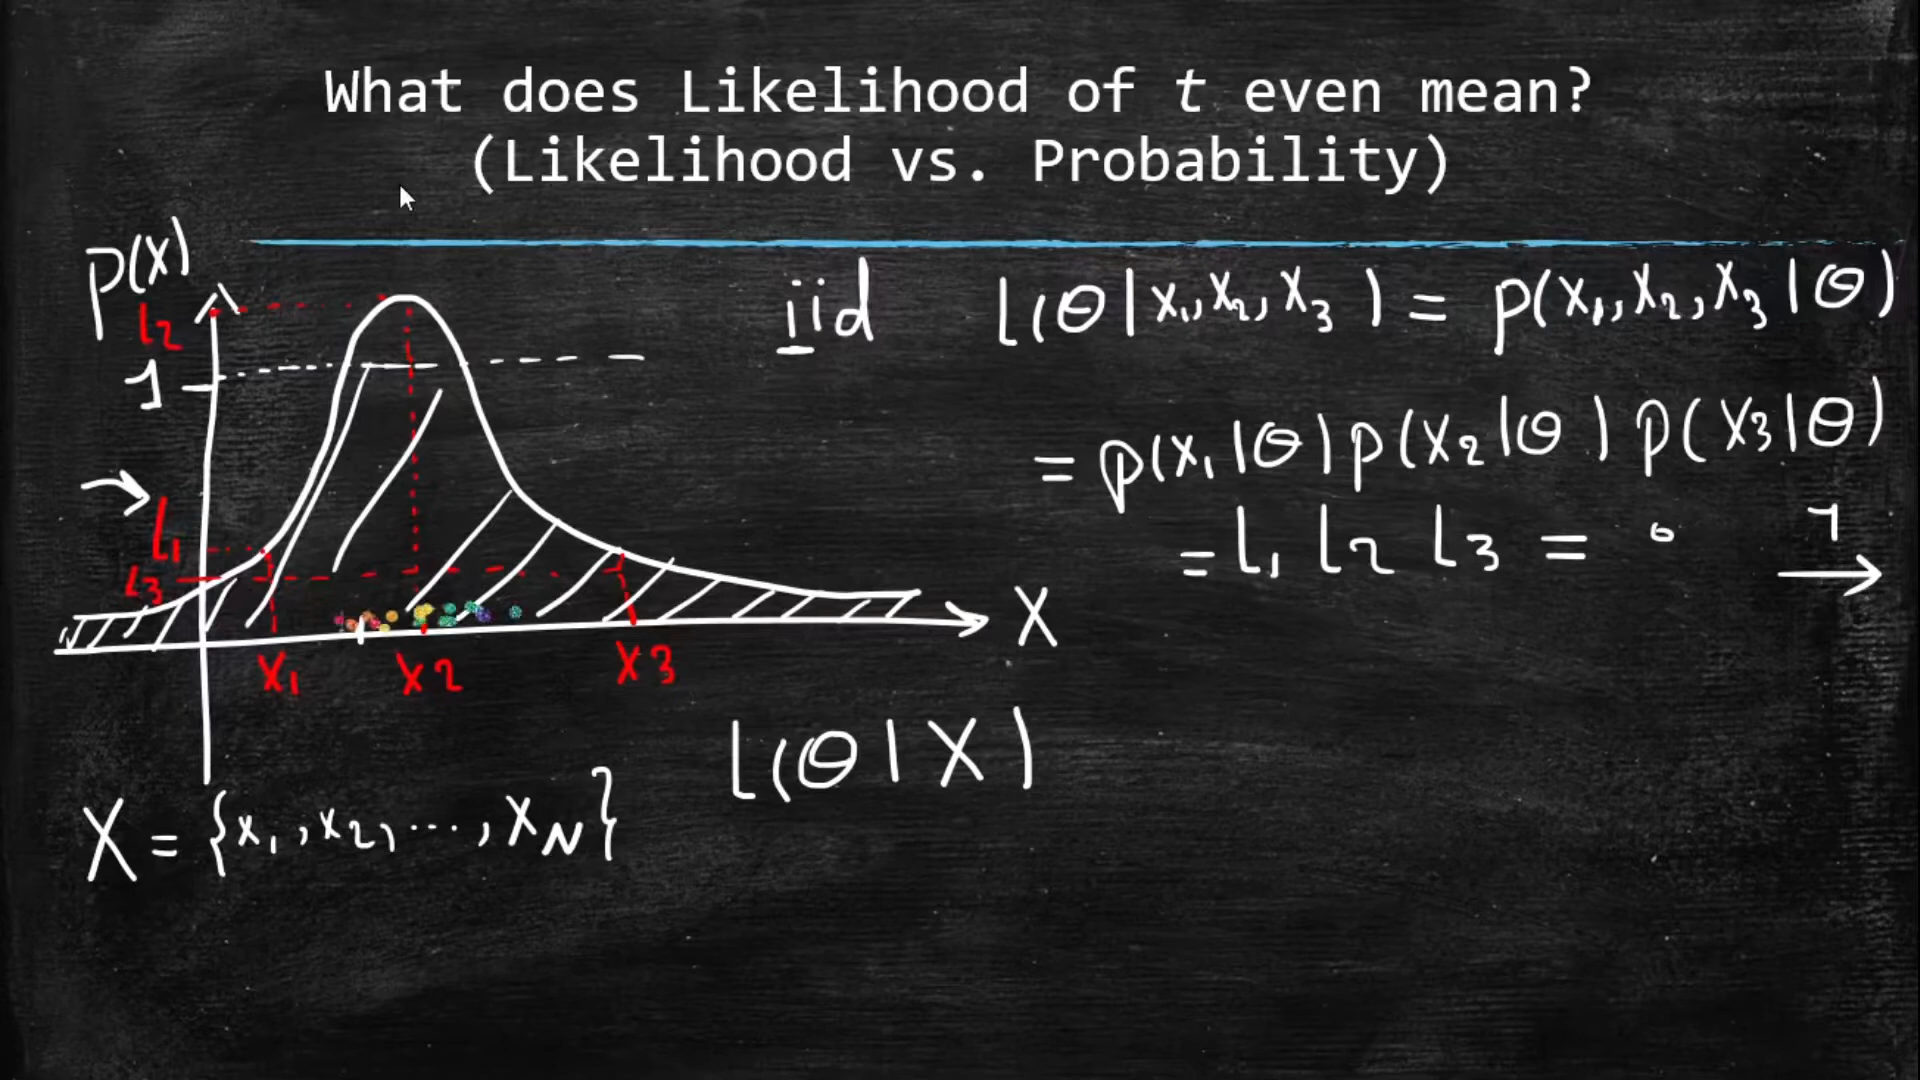 What does Likelihood of t even mean?
(Likelihood vs. Probability)
p(x)
L2
1
L1
L3
x1 x2 x3
X
X = {x1, x2, ..., xN}
L(θ|X)
iid L(θ|x1, x2, x3) = p(x1, x2, x3|θ)
= p(x1|θ) p(x2|θ) p(x3|θ)
= L1 L2 L3 =